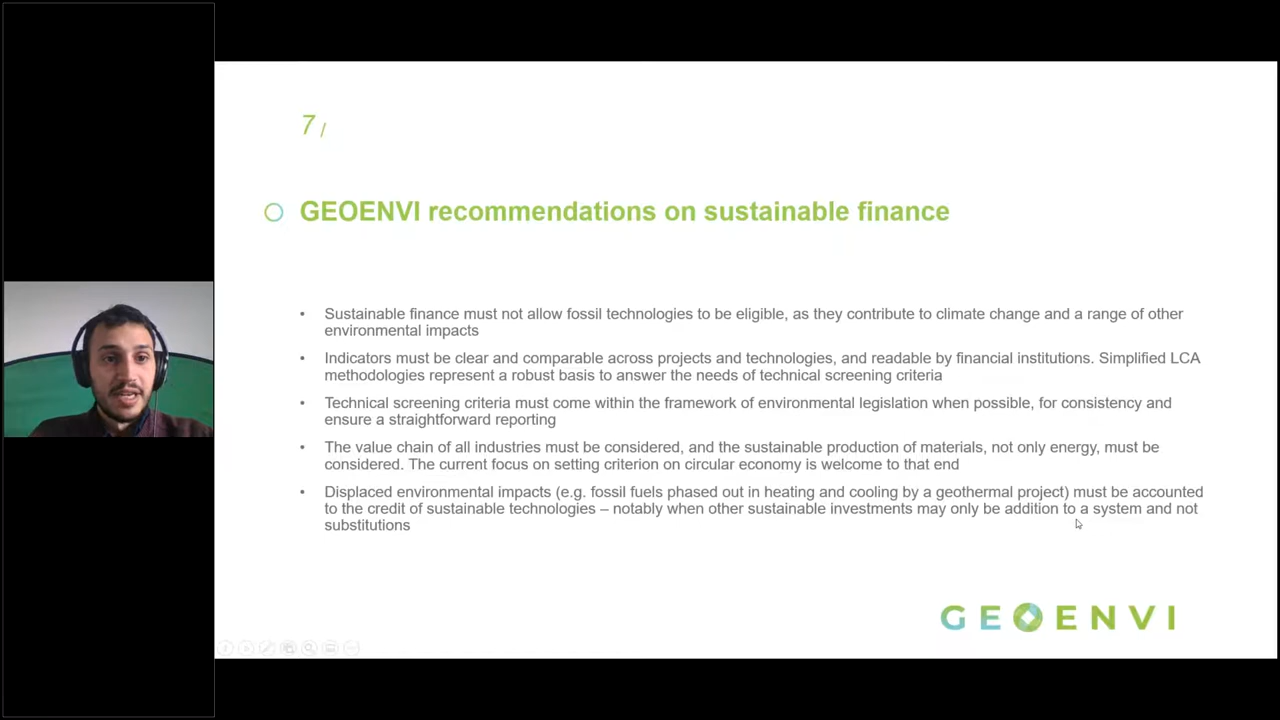 7 /
GEOENVI recommendations on sustainable finance
• Sustainable finance must not allow fossil technologies to be eligible, as they contribute to climate change and a range of other
environmental impacts
• Indicators must be clear and comparable across projects and technologies, and readable by financial institutions. Simplified LCA
methodologies represent a robust basis to answer the needs of technical screening criteria
• Technical screening criteria must come within the framework of environmental legislation when possible, for consistency and
ensure a straightforward reporting
• The value chain of all industries must be considered, and the sustainable production of materials, not only energy, must be
considered. The current focus on setting criterion on circular economy is welcome to that end
• Displaced environmental impacts (e.g. fossil fuels phased out in heating and cooling by a geothermal project) must be accounted
to the credit of sustainable technologies – notably when other sustainable investments may only be addition to a system and not
substitutions
GEOENVI